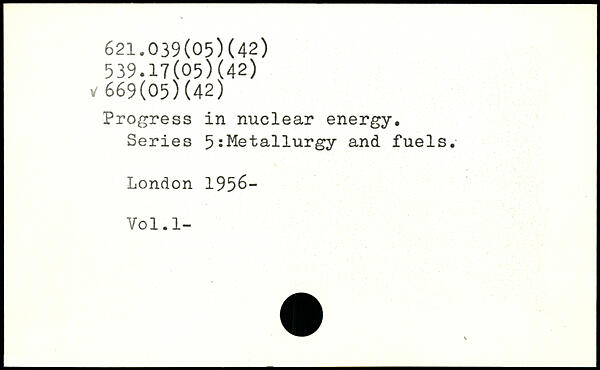 621.039(05)(42)
539.17(05)(42)
√ 669(05)(42)
Progress in nuclear energy.
Series 5:Metallurgy and fuels.
London 1956-
Vol.1-